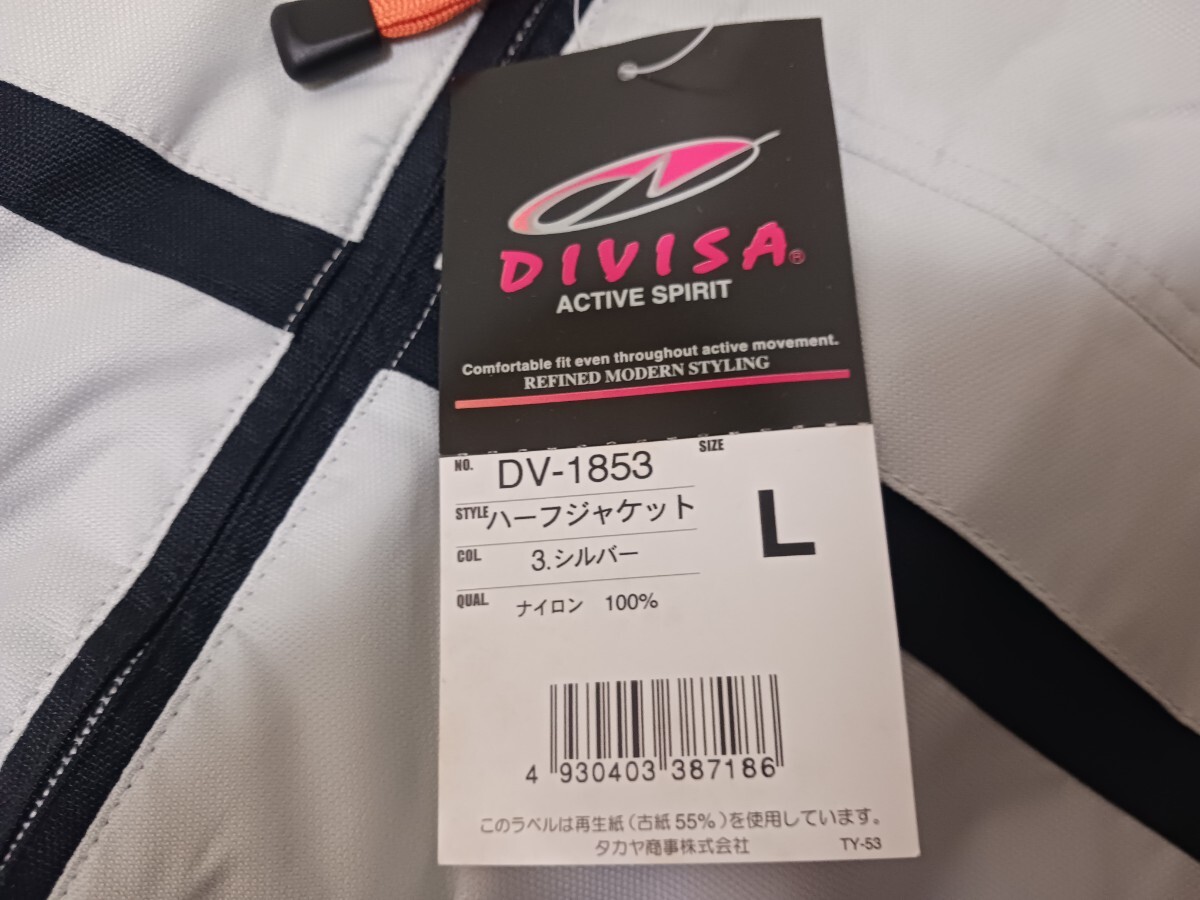 DIVISA®
ACTIVE SPIRIT
Comfortable fit even throughout active movement.
REFINED MODERN STYLING
NO. DV-1853
SIZE L
STYLE ハーフジャケット
COL. 3.シルバー
QUAL. ナイロン 100%
4 930403 387186
このラベルは再生紙(古紙55%)を使用しています。
タカヤ商事株式会社 TY-53